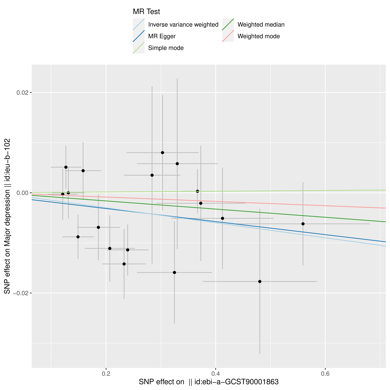 MR Test
Inverse variance weighted
Weighted median
MR Egger
Weighted mode
Simple mode
SNP effect on Major depression || id:ieu-b-102
0.02
0.00
-0.02
0.2
0.4
0.6
SNP effect on || id:ebi-a-GCST90001863